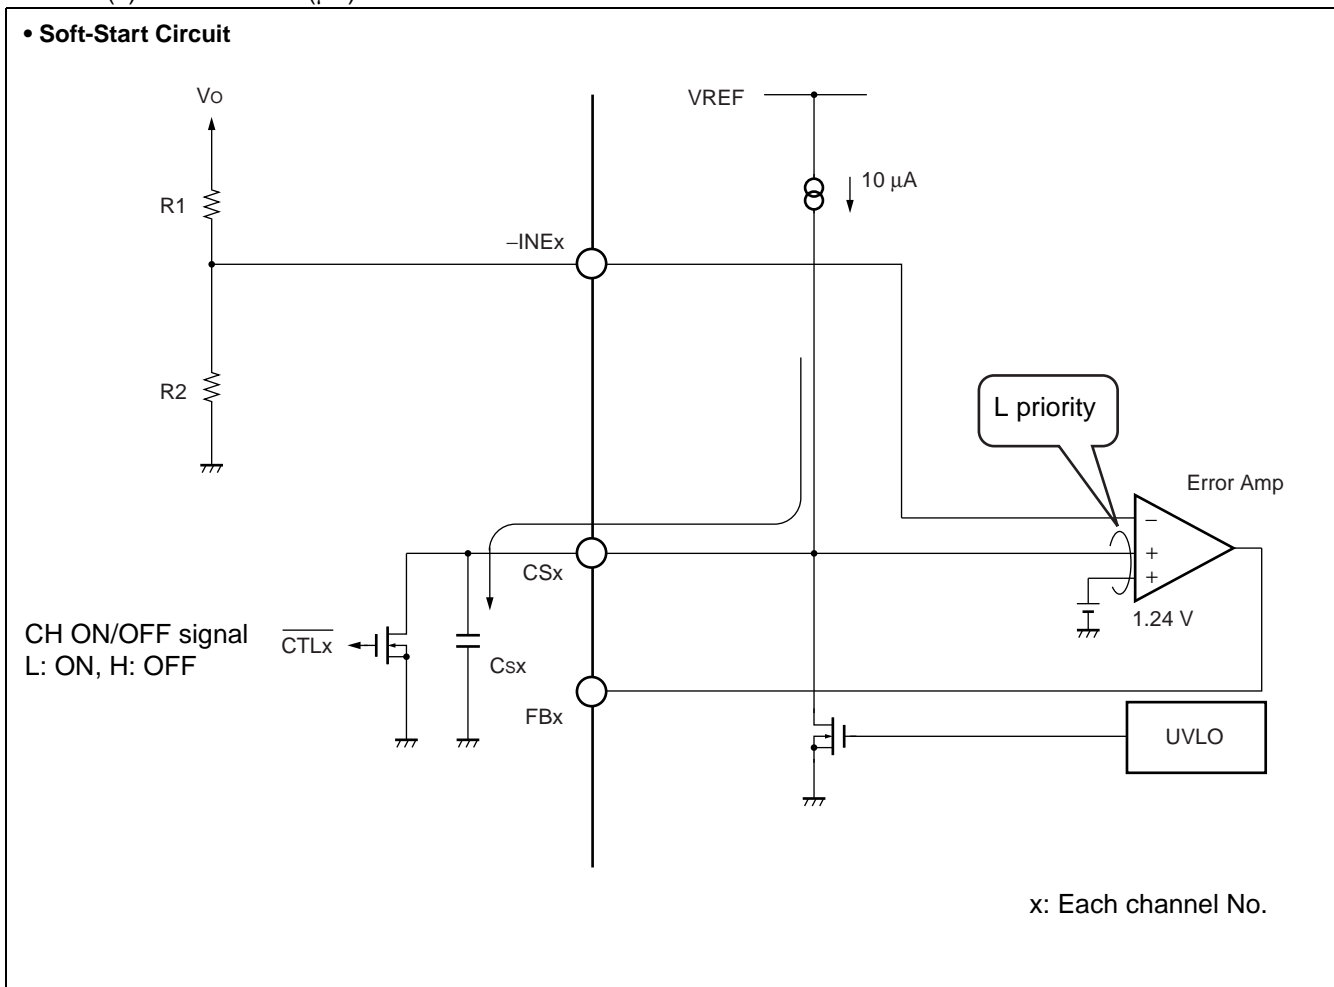 • Soft-Start Circuit
VO
VREF
R1
10 μA
−INEx
R2
L priority
Error Amp
−
+
+
CSx
1.24 V
CH ON/OFF signal
L: ON, H: OFF
CTLx
CSx
FBx
UVLO
x: Each channel No.